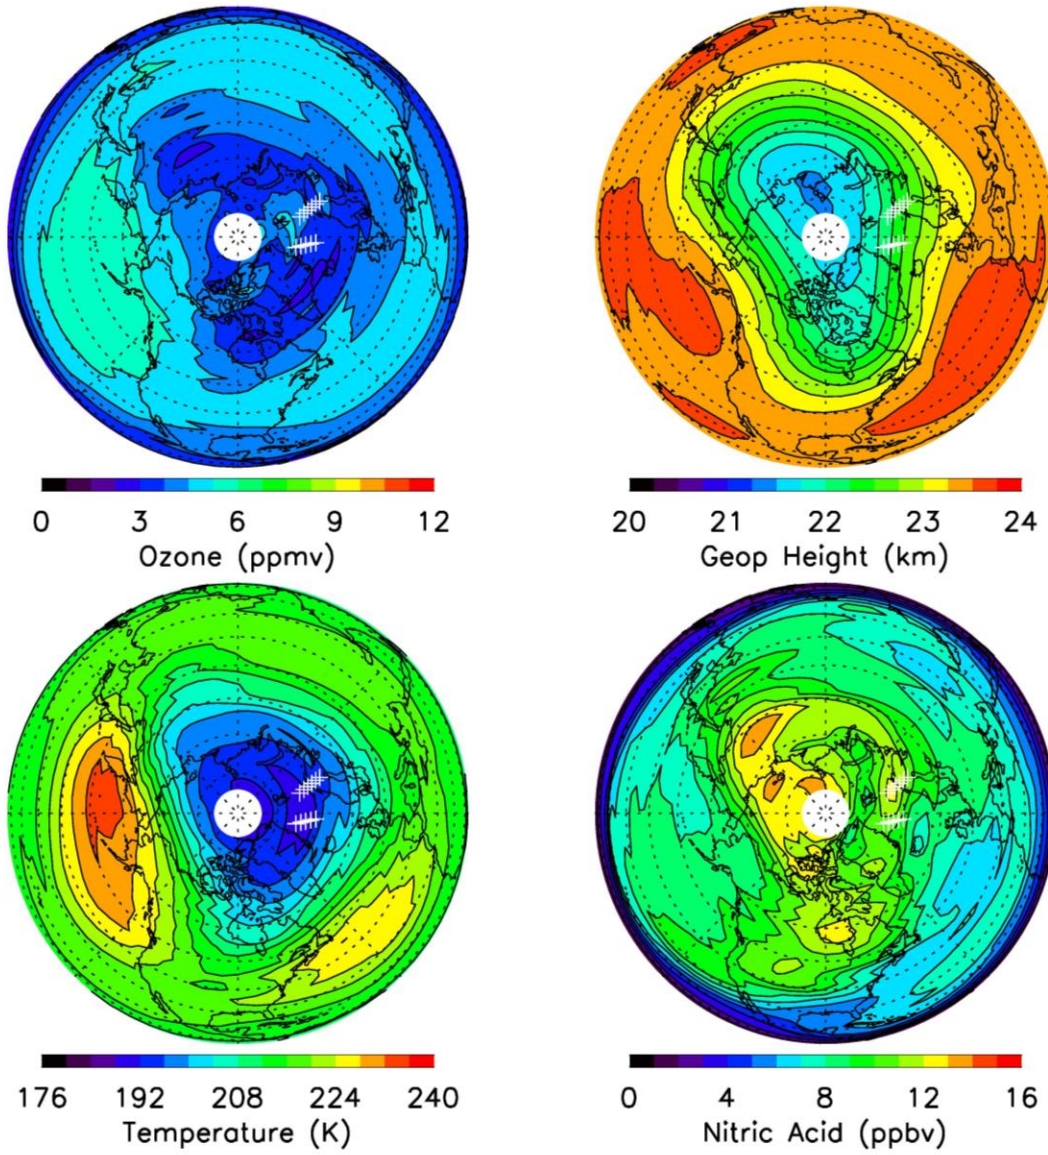 0 3 6 9 12
Ozone (ppmv)
20 21 22 23 24
Geop Height (km)
176 192 208 224 240
Temperature (K)
0 4 8 12 16
Nitric Acid (ppbv)